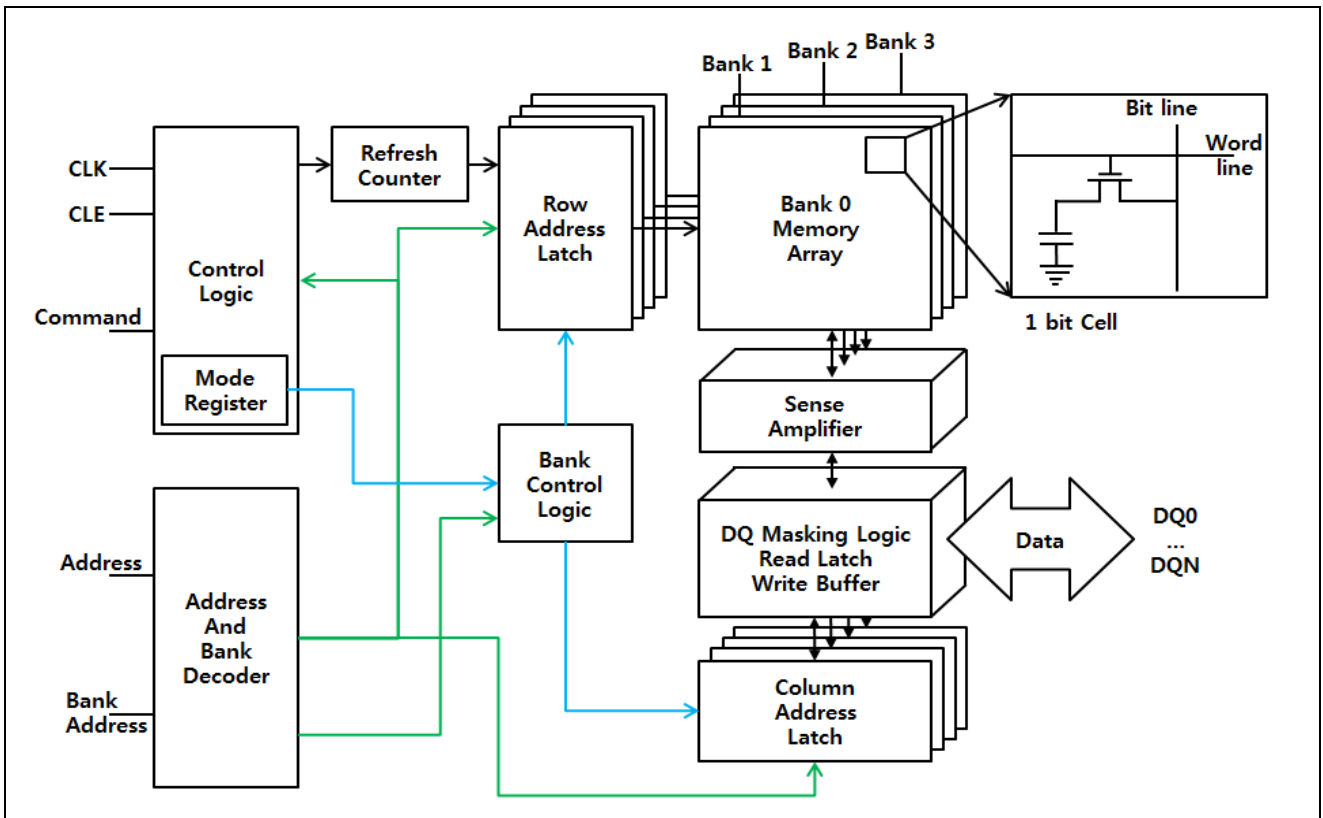 Bank 1
Bank 2
Bank 3
CLK
CLE
Command
Control
Logic
Mode
Register
Refresh
Counter
Row
Address
Latch
Bank 0
Memory
Array
Bit line
Word
line
1 bit Cell
Sense
Amplifier
Bank
Control
Logic
DQ Masking Logic
Read Latch
Write Buffer
Data
DQ0
...
DQN
Address
Bank
Address
Address
And
Bank
Decoder
Column
Address
Latch